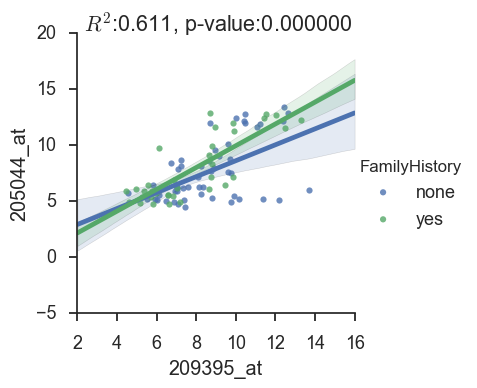 R²:0.611, p-value:0.000000
20
15
10
5
0
−5
205044_at
2 4 6 8 10 12 14 16
209395_at
FamilyHistory
none
yes